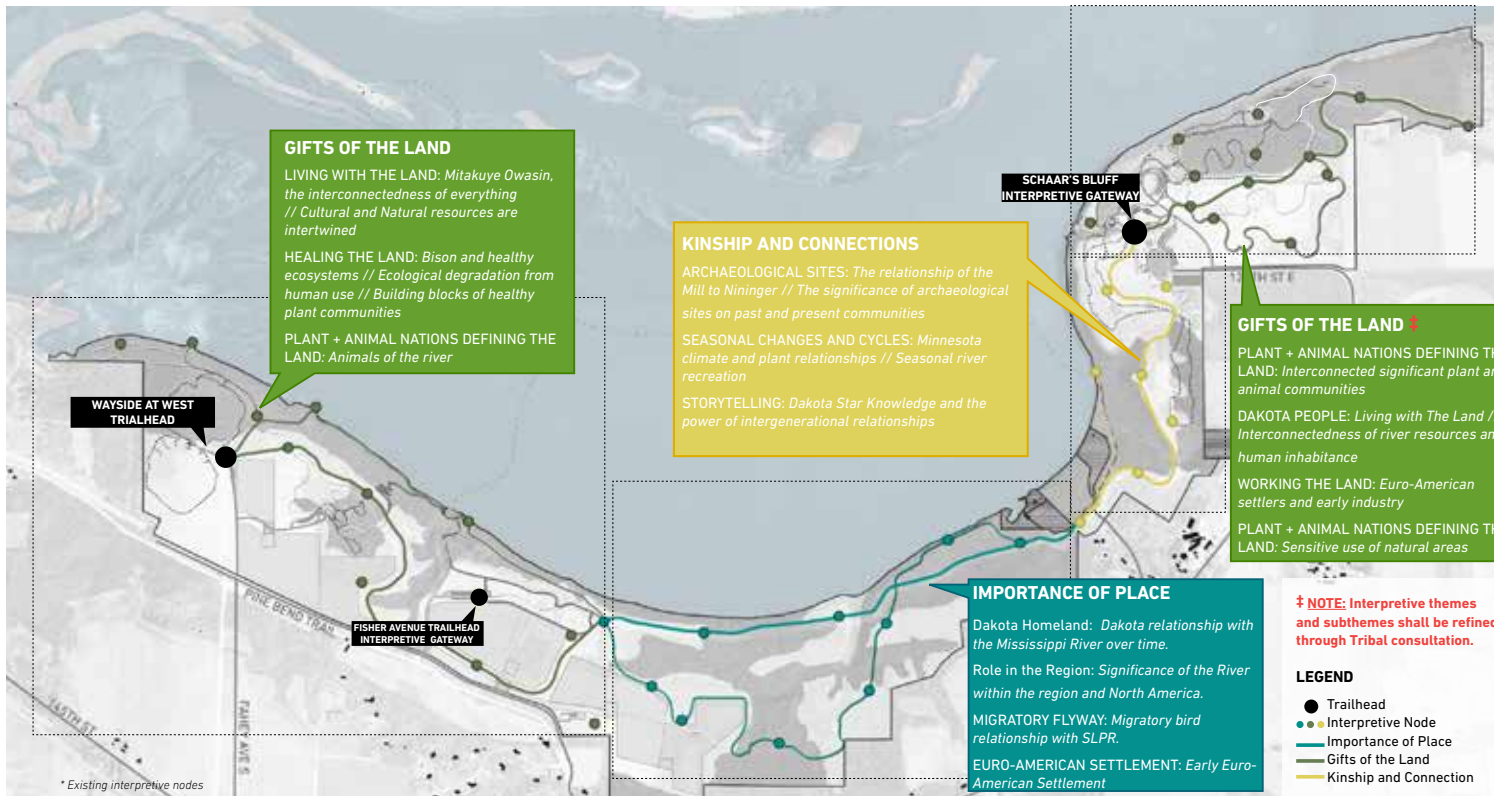 GIFTS OF THE LAND
LIVING WITH THE LAND: Mitakuye Owasin,
the interconnectedness of everything
// Cultural and Natural resources are
intertwined
HEALING THE LAND: Bison and healthy
ecosystems // Ecological degradation from
human use // Building blocks of healthy
plant communities
PLANT + ANIMAL NATIONS DEFINING THE
LAND: Animals of the river
WAYSIDE AT WEST
TRIALHEAD
FISHER AVENUE TRAILHEAD
INTERPRETIVE GATEWAY
PINE BEND TRAIL
145TH ST
FAHEY AVE S
* Existing interpretive nodes
KINSHIP AND CONNECTIONS
ARCHAEOLOGICAL SITES: The relationship of the
Mill to Nininger // The significance of archaeological
sites on past and present communities
SEASONAL CHANGES AND CYCLES: Minnesota
climate and plant relationships // Seasonal river
recreation
STORYTELLING: Dakota Star Knowledge and the
power of intergenerational relationships
SCHAAR'S BLUFF
INTERPRETIVE GATEWAY
TH ST E
GIFTS OF THE LAND ‡
PLANT + ANIMAL NATIONS DEFINING TH
LAND: Interconnected significant plant an
animal communities
DAKOTA PEOPLE: Living with The Land /
Interconnectedness of river resources an
human inhabitance
WORKING THE LAND: Euro-American
settlers and early industry
PLANT + ANIMAL NATIONS DEFINING TH
LAND: Sensitive use of natural areas
IMPORTANCE OF PLACE
Dakota Homeland: Dakota relationship with
the Mississippi River over time.
Role in the Region: Significance of the River
within the region and North America.
MIGRATORY FLYWAY: Migratory bird
relationship with SLPR.
EURO-AMERICAN SETTLEMENT: Early Euro-
American Settlement
‡ NOTE: Interpretive themes
and subthemes shall be refined
through Tribal consultation.
LEGEND
Trailhead
Interpretive Node
Importance of Place
Gifts of the Land
Kinship and Connection